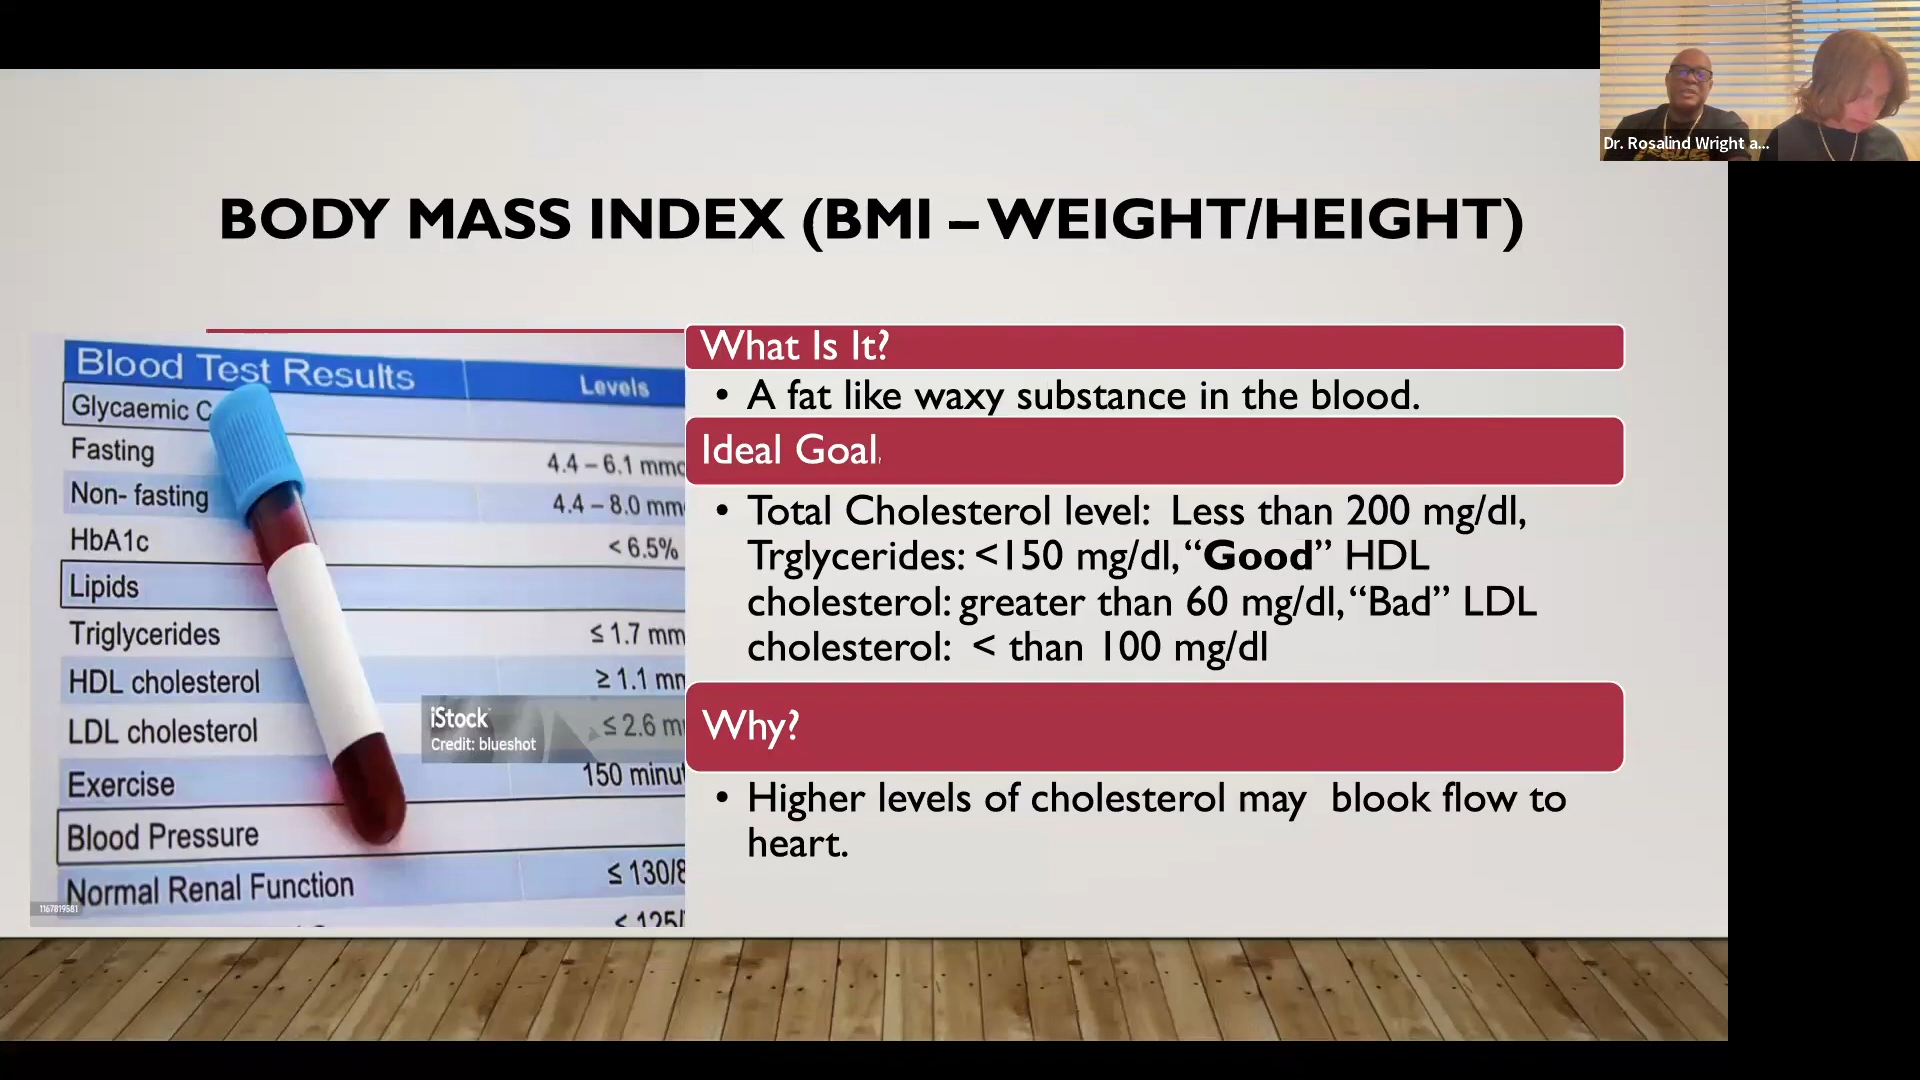 Dr. Rosalind Wright a...
BODY MASS INDEX (BMI – WEIGHT/HEIGHT)
What Is It?
• A fat like waxy substance in the blood.
Ideal Goal,
• Total Cholesterol level: Less than 200 mg/dl,
Trglycerides: <150 mg/dl, “Good” HDL
cholesterol: greater than 60 mg/dl, “Bad” LDL
cholesterol: < than 100 mg/dl
Why?
• Higher levels of cholesterol may blook flow to
heart.
Blood Test Results Levels
Glycaemic C
Fasting 4.4 – 6.1 mmo
Non- fasting 4.4 – 8.0 mm
HbA1c < 6.5%
Lipids
Triglycerides ≤ 1.7 mm
HDL cholesterol ≥ 1.1 mm
LDL cholesterol ≤ 2.6 m
Exercise 150 minut
Blood Pressure
Normal Renal Function ≤ 130/8
≤ 125/
iStock
Credit: blueshot
1167819581